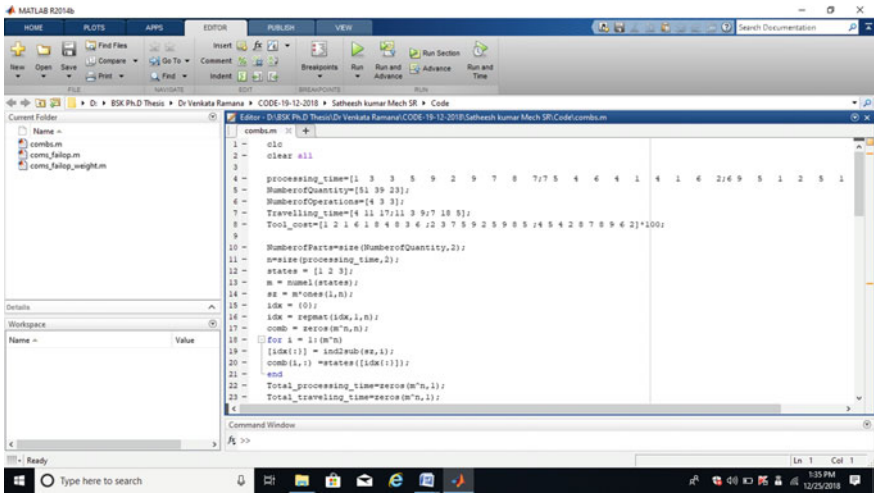 MATLAB R2014b
HOME PLOTS APPS EDITOR PUBLISH VIEW
Search Documentation
New Open Save
Find Files
Compare
Print
Go To
Find
Insert fx
Comment
Indent
Breakpoints
Run
Run and Advance
Run Section
Advance
Run and Time
FILE NAVIGATE EDIT BREAKPOINTS RUN
D: BSK Ph.D Thesis Dr Venkata Ramana CODE-19-12-2018 Satheesh kumar Mech SR Code
Current Folder
Name
combs.m
coms_failop.m
coms_failop_weight.m
Details
Workspace
Name Value
Editor - D:\BSK Ph.D Thesis\Dr Venkata Ramana\CODE-19-12-2018\Satheesh kumar Mech SR\Code\combs.m
combs.m
1 - clc
2 - clear all
3
4 - processing_time=[1 3 3 5 9 2 9 7 8 7;7 5 4 6 4 1 4 1 6 2;6 9 5 1 2 5 1
5 - NumberofQuantity=[51 39 23];
6 - NumberofOperations=[4 3 3];
7 - Travelling_time=[4 11 17;11 3 9;7 18 5];
8 - Tool_cost=[1 2 1 6 1 8 4 8 3 6 ;2 3 7 5 9 2 5 9 8 5 ;4 5 4 2 8 7 8 9 6 2]*100;
9
10 - NumberofParts=size(NumberofQuantity,2);
11 - n=size(processing_time,2);
12 - states = [1 2 3];
13 - m = numel(states);
14 - sz = m*ones(1,n);
15 - idx = {0};
16 - idx = repmat(idx,1,n);
17 - comb = zeros(m^n,n);
18 - for i = 1:(m^n)
19 - [idx{:}] = ind2sub(sz,i);
20 - comb(i,:) =states([idx{:}]);
21 - end
22 - Total_processing_time=zeros(m^n,1);
23 - Total_traveling_time=zeros(m^n,1);
Command Window
fx >>
Ready
Ln 1 Col 1
Type here to search
1:35 PM
12/25/2018